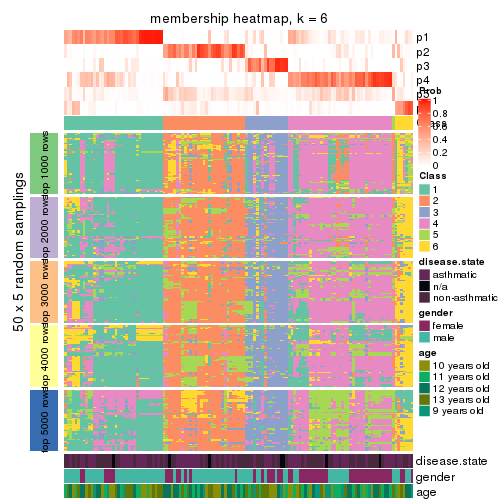 membership heatmap, k = 6
p1
p2
p3
p4
p5
Prob
1
0.8
0.6
0.4
0.2
0
Class
1
2
3
4
5
6
disease.state
asthmatic
n/a
non-asthmatic
gender
female
male
age
10 years old
11 years old
12 years old
13 years old
9 years old
50 x 5 random samplings
top 1000 rows
top 2000 rows
top 3000 rows
top 4000 rows
top 5000 rows
disease.state
gender
age